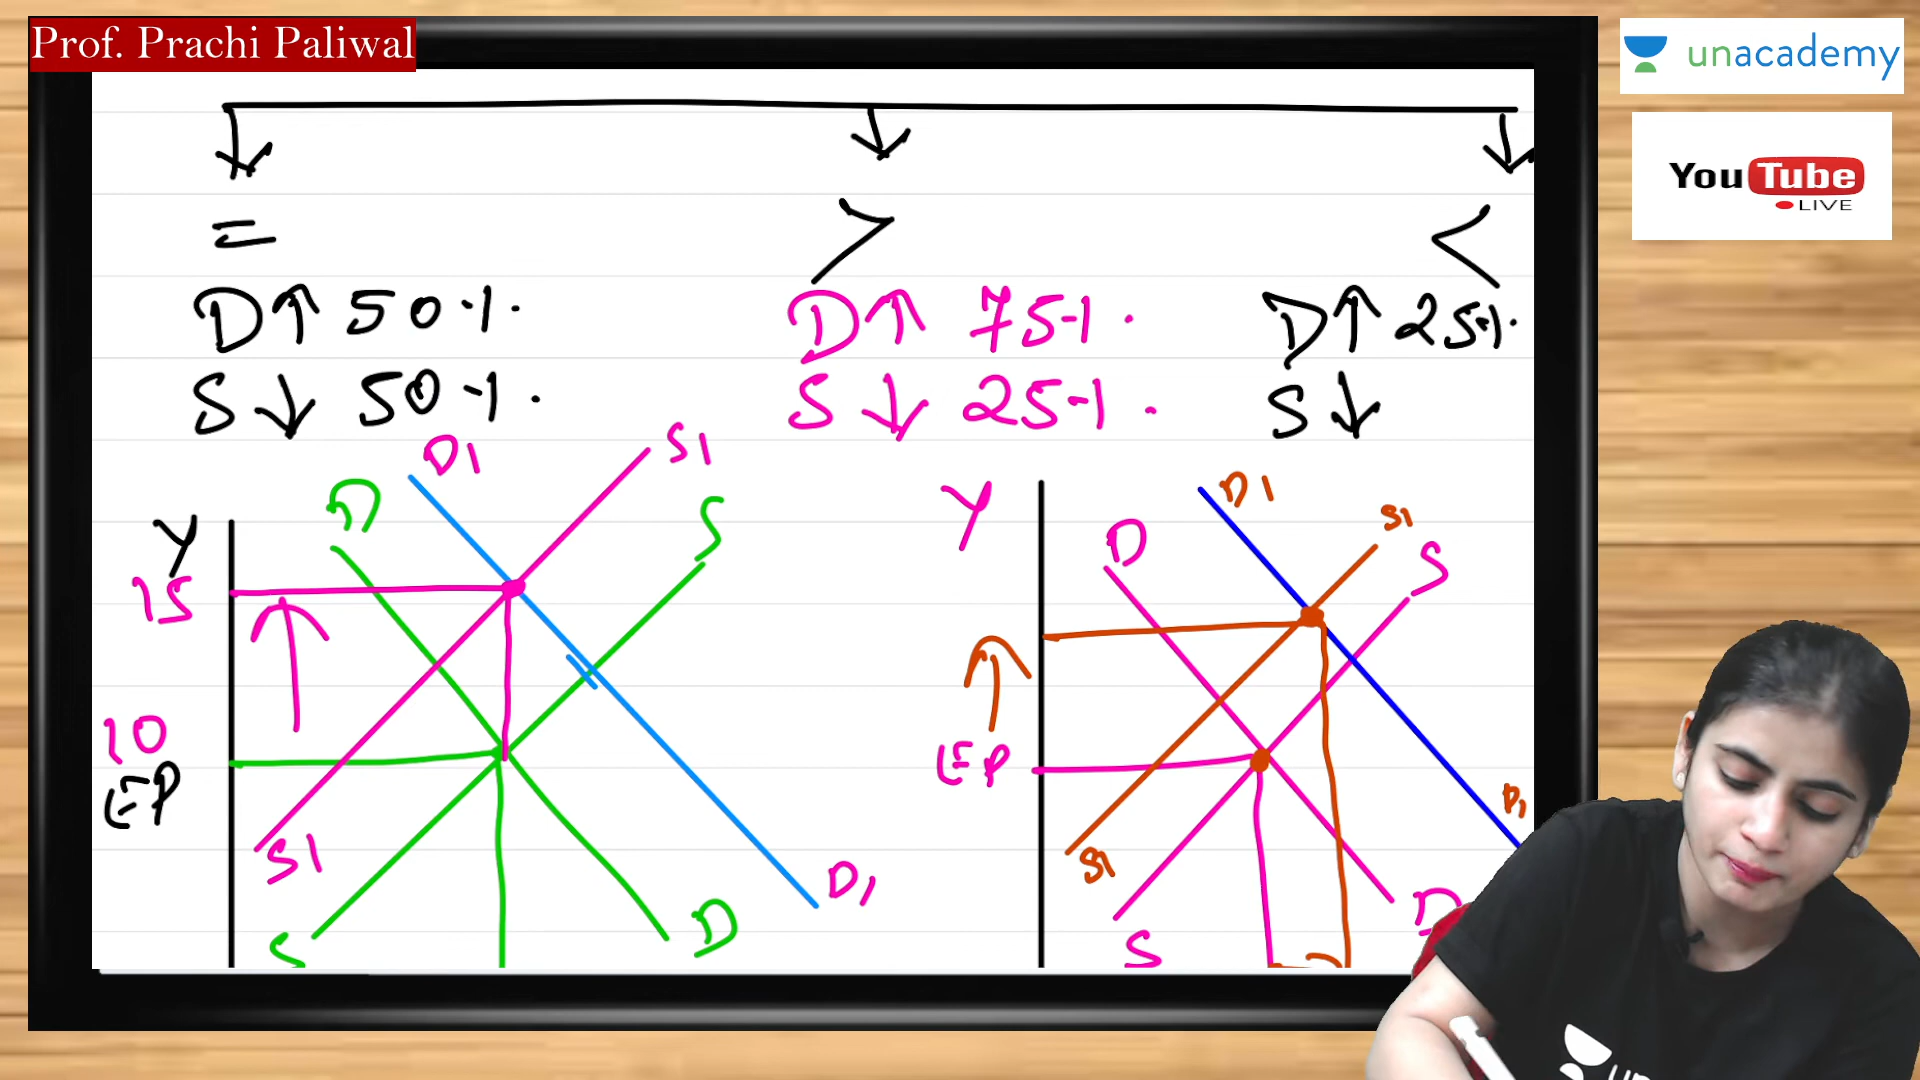 Prof. Prachi Paliwal
unacademy
YouTube
LIVE
= > <
D↑ 50%. D↑ 75%. D↑ 25%.
S↓ 50%. S↓ 25%. S↓
D1 S1
D S
Y
15
10
EP
S1
S
D
D1
Y
D1
S1
D
S
EP
D1
S1
S
D
un